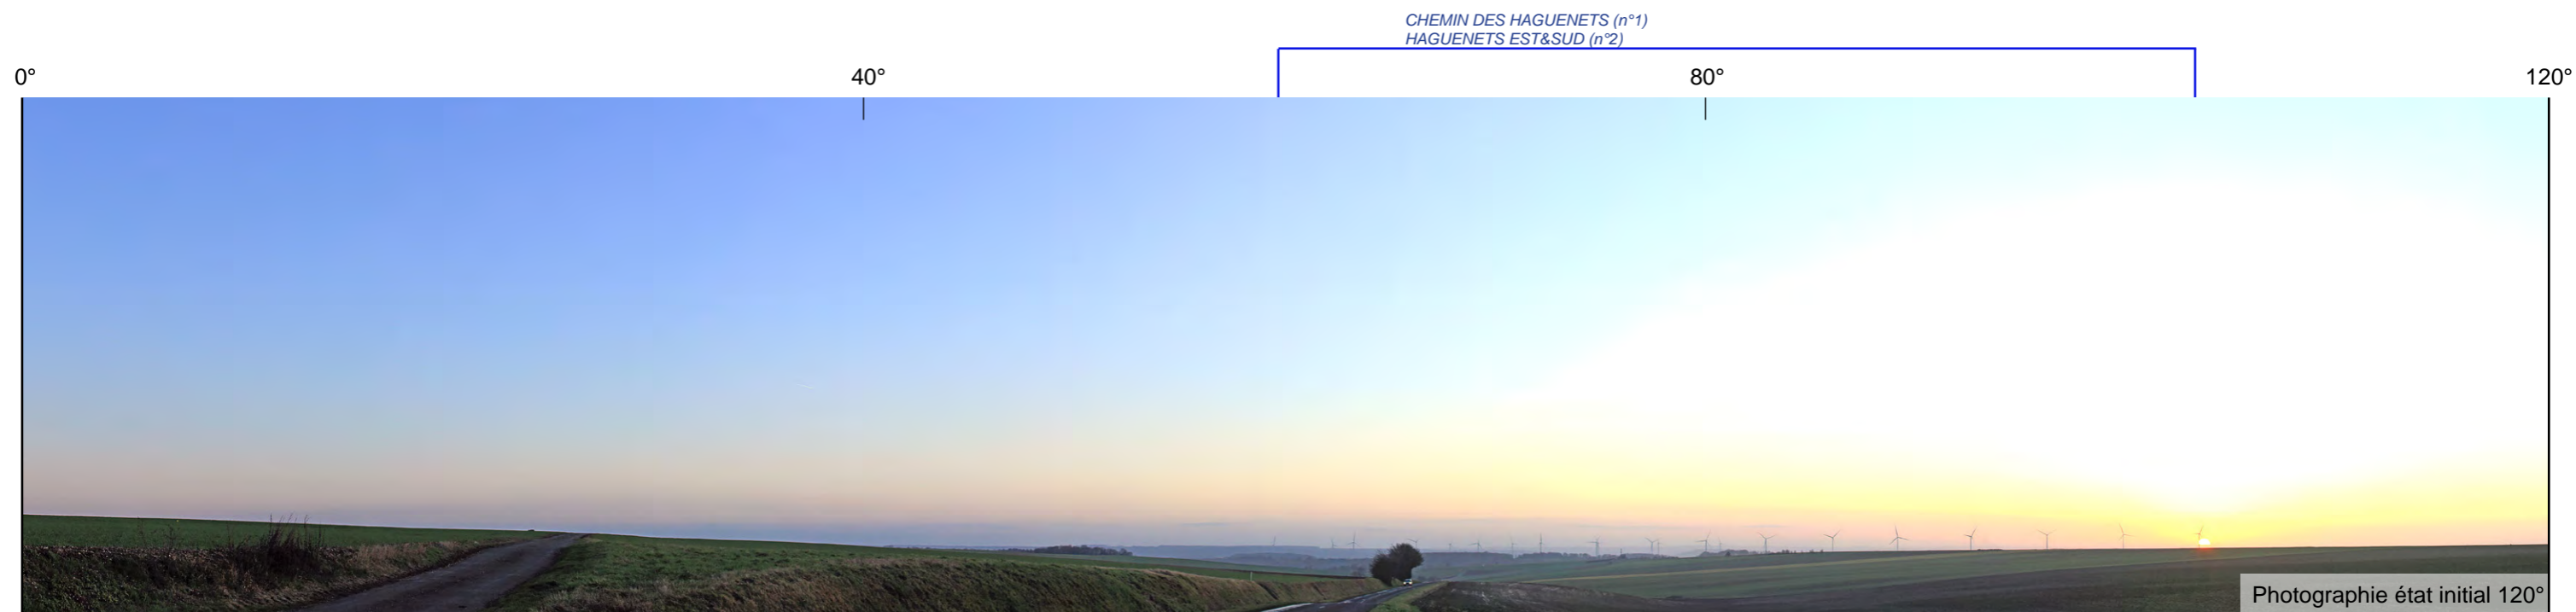 CHEMIN DES HAGUENETS (n°1)
HAGUENETS EST&SUD (n°2)
0° 40° 80° 120°
Photographie état initial 120°